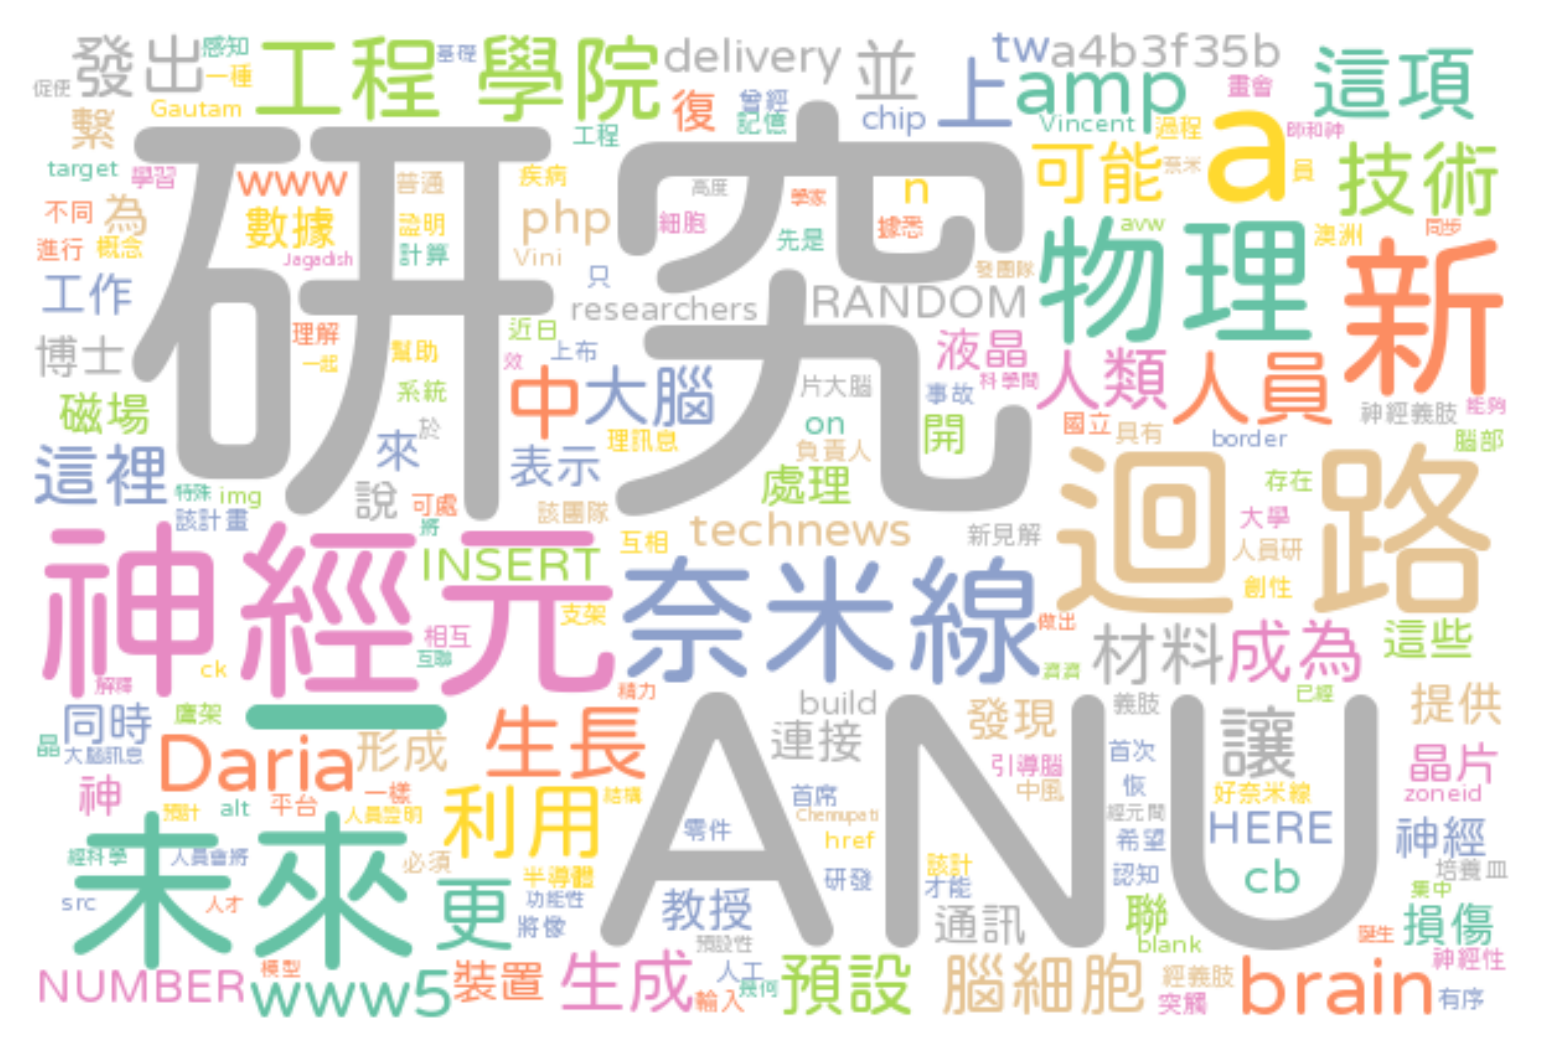 發出 感知 工程 基礎 學院 delivery 並 tw a4b3f35b
促使 一種 上 amp 畫會 這項
Gautam 復 曾經 記憶 chip Vincent 過程 師和神
繫 工程 a
target 學習 www 普通 疾病 高度 學家 n 可能 奈米 員 技術
不同 為 數據 證明 php 細胞 據悉 avw 同步
進行 概念 Jagadish 計算 Vini 先是 澳洲
研究 只 發團隊 物理 新
工作 researchers RANDOM
博士 理解 近日 液晶
一起 幫助 效 上布 人類 人員
系統 中 大腦 片大腦 事故 科學間
磁場 於 on 開 國立 具有 神經義肢 能夠
來 理訊息 負責人 border 腦部
這裡 表示 處理 迴路
特殊 img 說 可處 存在
該計畫 將 該團隊 technews 新見解 大學
神經元 INSERT 互相 奈米線 人員研
支架 創性
相互 做出 材料 成為 這些
ck 互聯 濟濟
解釋 精力 已經
同時 鷹架 一 build 義肢 提供
晶 大腦訊息 Daria 形成 生長 連接 發現 首次 讓 晶片
神 引導腦
預計 alt 平台 一樣 結構 首席 中風 恢 好奈米線 zoneid
人員證明 利用 Chennupati 經元間
未來 零件 href 希望 HERE 神經
經科學 人員會將 必須 ANU
半導體 研發 該計 認知 cb 培養皿
src 人才 更 功能性 教授 才能 集中
將像 通訊 聯 損傷
預設性 blank 誕生
NUMBER 模型 www5 裝置 生成 人工 幾何 預設 腦細胞 經義肢 brain 神經性
輸入 突觸 有序